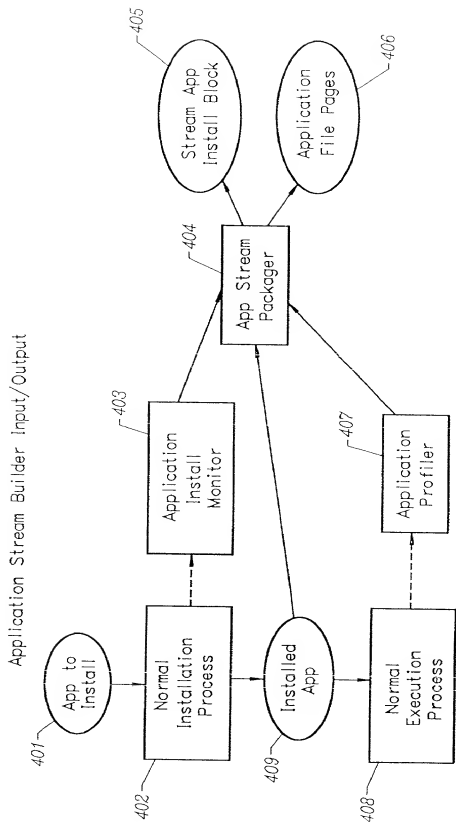 Application Stream Builder Input/Output
401
App to
Install
402
Normal
Installation
Process
403
Application
Install
Monitor
404
App Stream
Packager
405
Stream App
Install Block
406
Application
File Pages
409
Installed
App
407
Application
Profiler
408
Normal
Execution
Process